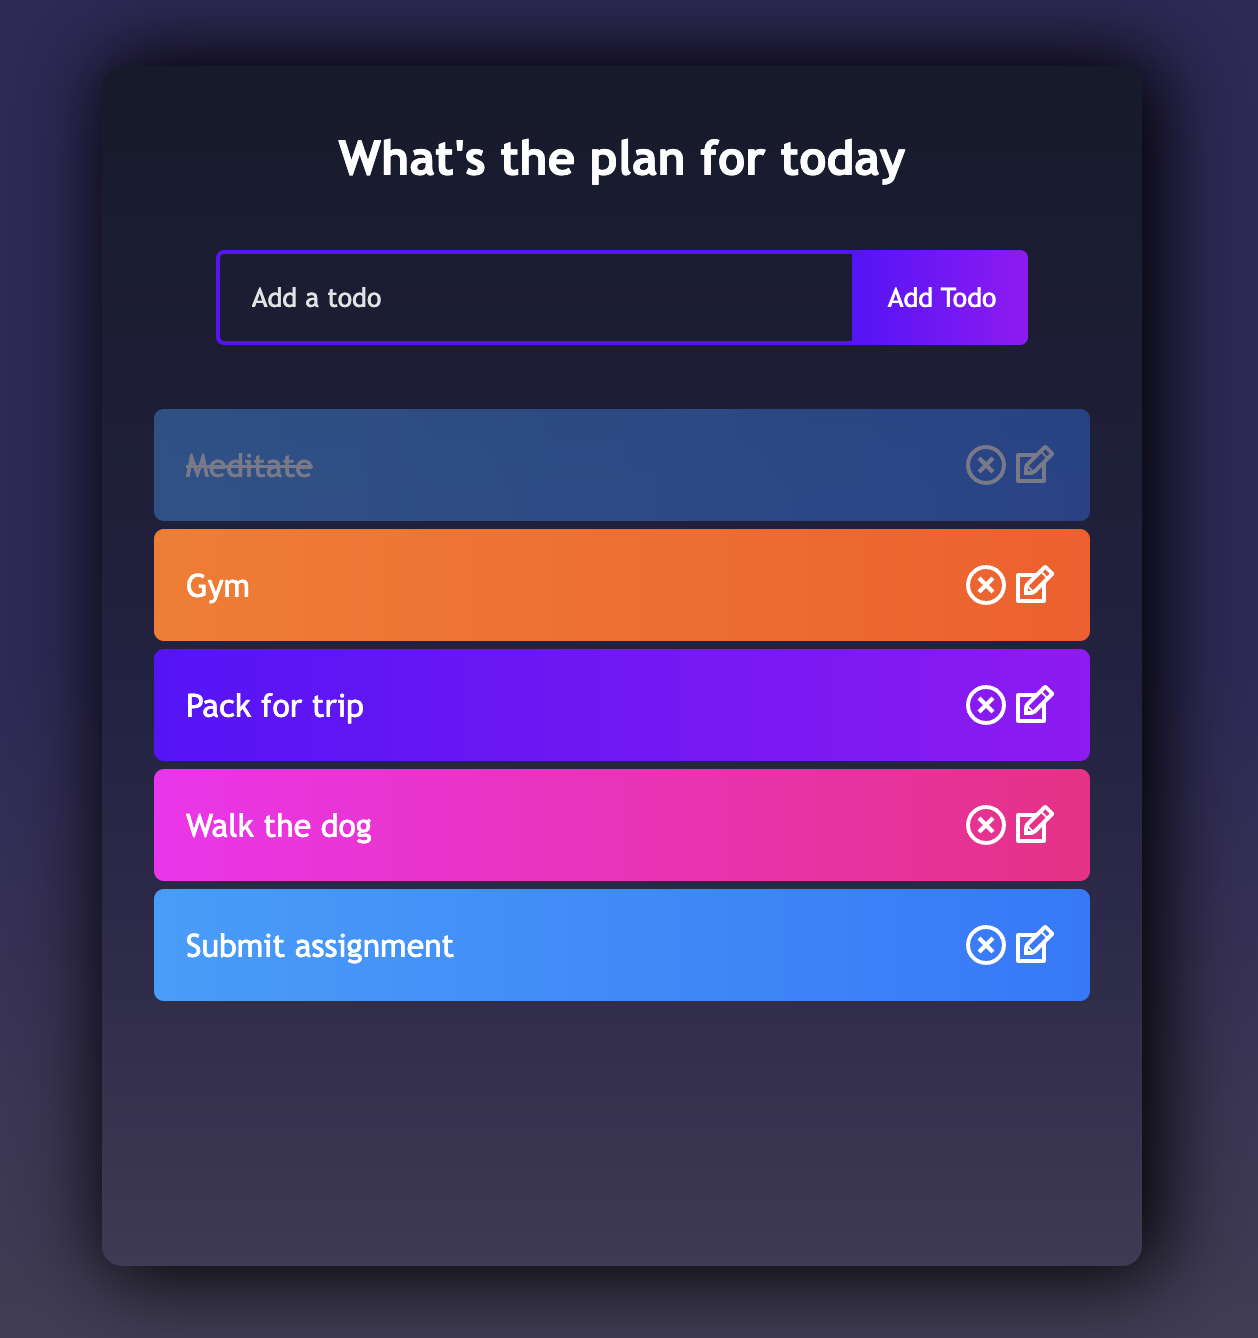 What's the plan for today
Add a todo
Add Todo
Meditate
Gym
Pack for trip
Walk the dog
Submit assignment